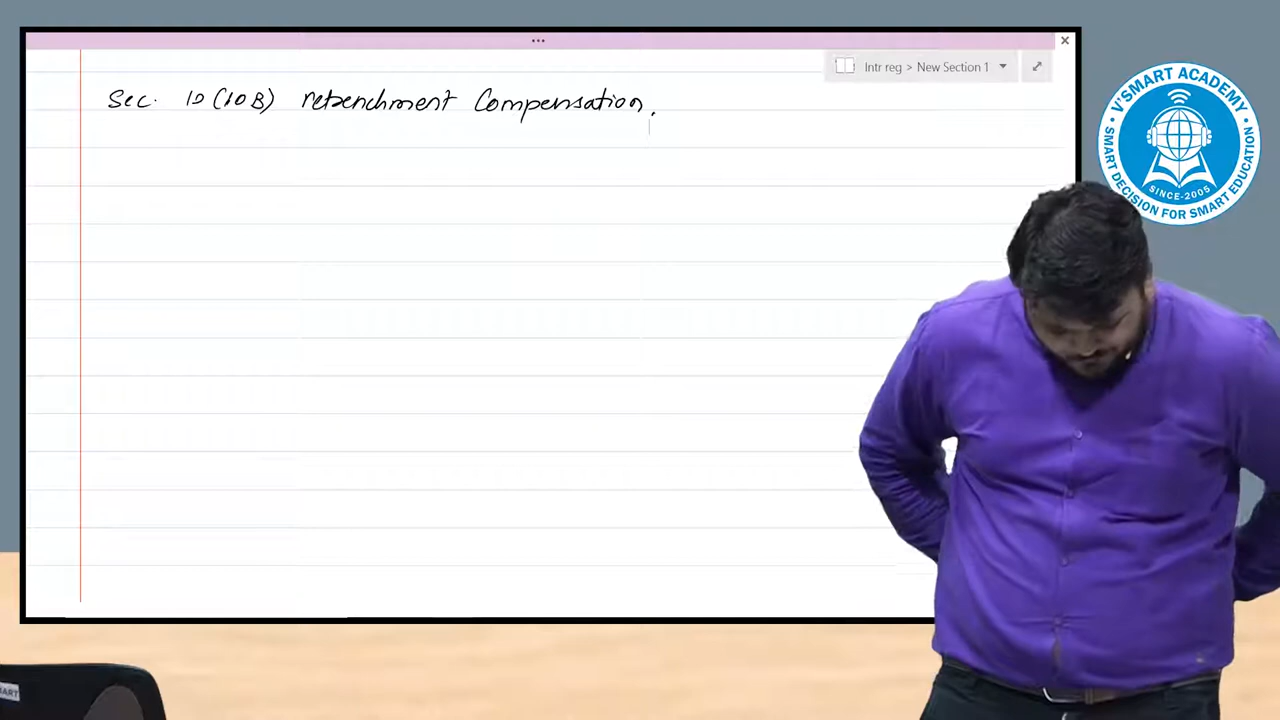 Intr reg > New Section 1
Sec. 10 (10B) retrenchment Compensation.
V'SMART ACADEMY
SMART DECISION FOR SMART EDUCATION
SINCE-2005